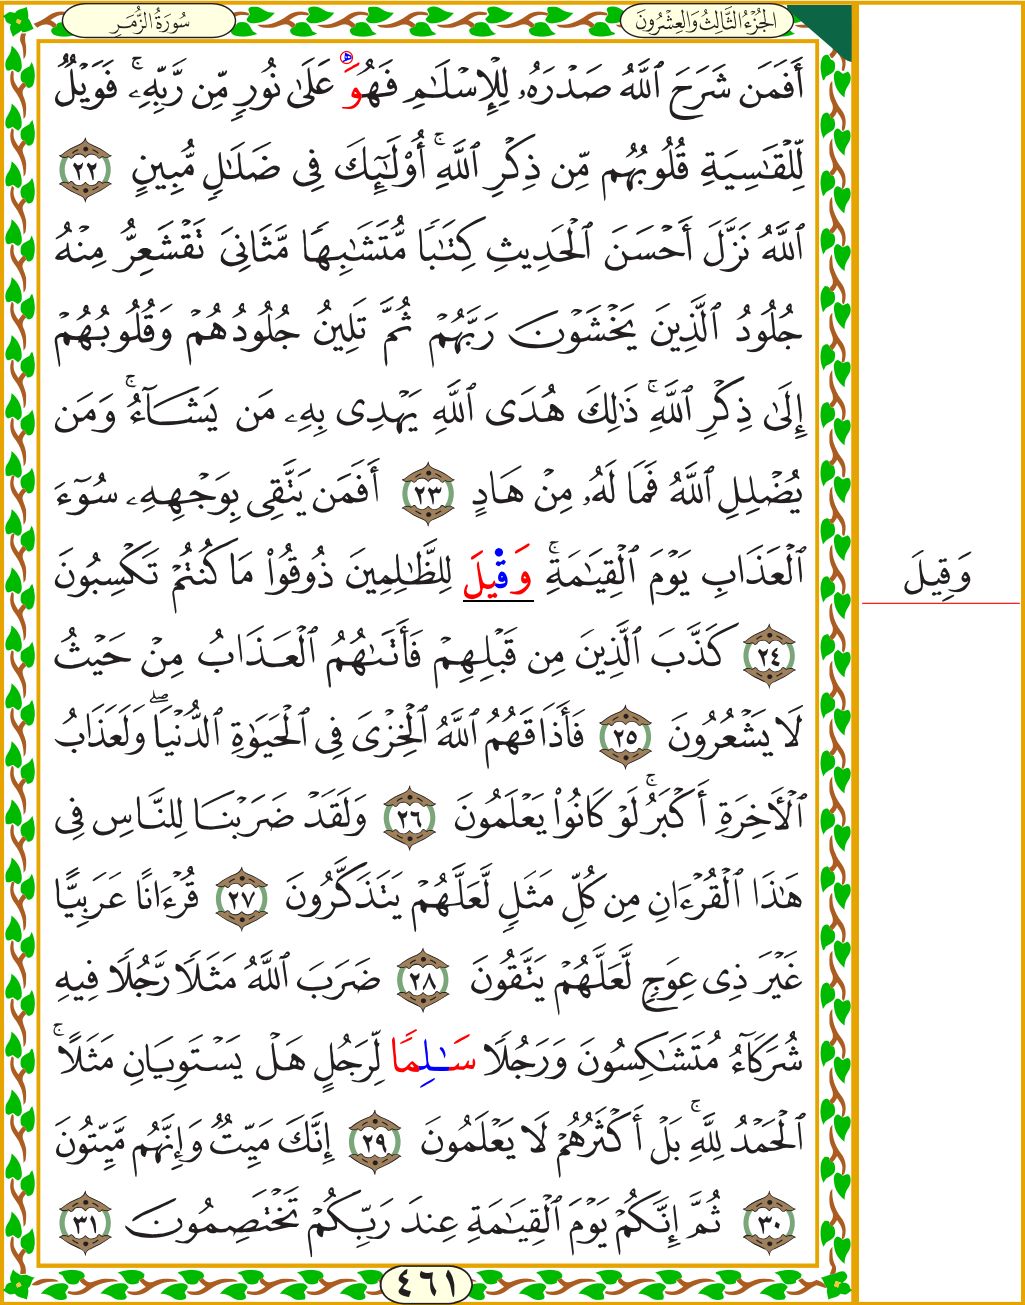 الجُزْءُ الثَّالِثُ وَالعِشْرُونَ
سُورَةُ الزُّمَرِ
أَفَمَن شَرَحَ ٱللَّهُ صَدْرَهُۥ لِلْإِسْلَٰمِ فَهُوَ عَلَىٰ نُورٍ مِّن رَّبِّهِۦۚ فَوَيْلٌ
لِّلْقَٰسِيَةِ قُلُوبُهُم مِّن ذِكْرِ ٱللَّهِۚ أُوْلَٰٓئِكَ فِى ضَلَٰلٍ مُّبِينٍ ٢٢
ٱللَّهُ نَزَّلَ أَحْسَنَ ٱلْحَدِيثِ كِتَٰبًا مُّتَشَٰبِهًا مَّثَانِىَ تَقْشَعِرُّ مِنْهُ
جُلُودُ ٱلَّذِينَ يَخْشَوْنَ رَبَّهُمْ ثُمَّ تَلِينُ جُلُودُهُمْ وَقُلُوبُهُمْ
إِلَىٰ ذِكْرِ ٱللَّهِۚ ذَٰلِكَ هُدَى ٱللَّهِ يَهْدِى بِهِۦ مَن يَشَآءُۚ وَمَن
يُضْلِلِ ٱللَّهُ فَمَا لَهُۥ مِنْ هَادٍ ٢٣ أَفَمَن يَتَّقِى بِوَجْهِهِۦ سُوٓءَ
ٱلْعَذَابِ يَوْمَ ٱلْقِيَٰمَةِۚ وَقِيلَ لِلظَّٰلِمِينَ ذُوقُوا۟ مَا كُنتُمْ تَكْسِبُونَ
وَقِيلَ
٢٤ كَذَّبَ ٱلَّذِينَ مِن قَبْلِهِمْ فَأَتَىٰهُمُ ٱلْعَذَابُ مِنْ حَيْثُ
لَا يَشْعُرُونَ ٢٥ فَأَذَاقَهُمُ ٱللَّهُ ٱلْخِزْىَ فِى ٱلْحَيَوٰةِ ٱلدُّنْيَاۖ وَلَعَذَابُ
ٱلْأَخِرَةِ أَكْبَرُۚ لَوْ كَانُوا۟ يَعْلَمُونَ ٢٦ وَلَقَدْ ضَرَبْنَا لِلنَّاسِ فِى
هَٰذَا ٱلْقُرْءَانِ مِن كُلِّ مَثَلٍ لَّعَلَّهُمْ يَتَذَكَّرُونَ ٢٧ قُرْءَانًا عَرَبِيًّا
غَيْرَ ذِى عِوَجٍ لَّعَلَّهُمْ يَتَّقُونَ ٢٨ ضَرَبَ ٱللَّهُ مَثَلًا رَّجُلًا فِيهِ
شُرَكَآءُ مُتَشَٰكِسُونَ وَرَجُلًا سَٰلِمًا لِّرَجُلٍ هَلْ يَسْتَوِيَانِ مَثَلًاۚ
ٱلْحَمْدُ لِلَّهِۚ بَلْ أَكْثَرُهُمْ لَا يَعْلَمُونَ ٢٩ إِنَّكَ مَيِّتٌ وَإِنَّهُم مَّيِّتُونَ
٣٠ ثُمَّ إِنَّكُمْ يَوْمَ ٱلْقِيَٰمَةِ عِندَ رَبِّكُمْ تَخْتَصِمُونَ ٣١
٤٦١